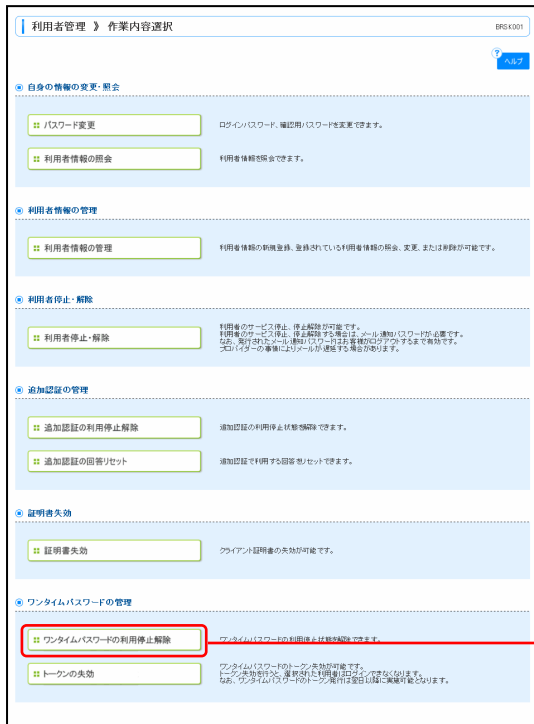 利用者管理 》 作業内容選択
BRSK001
? ヘルプ
自身の情報の変更・照会
パスワード変更
ログインパスワード、確認用パスワードを変更できます。
利用者情報の照会
利用者情報を照会できます。
利用者情報の管理
利用者情報の管理
利用者情報の新規登録、登録されている利用者情報の照会、変更、または削除が可能です。
利用者停止・解除
利用者停止・解除
利用者のサービス停止、停止解除が可能です。
利用者のサービス停止、停止解除する場合は、メール通知パスワードが必要です。
なお、発行されたメール通知パスワードはお客様がログアウトするまで有効です。
プロバイダーの事情によりメールが遅延する場合があります。
追加認証の管理
追加認証の利用停止解除
追加認証の利用停止状態を解除できます。
追加認証の回答リセット
追加認証で利用する回答をリセットできます。
証明書失効
証明書失効
クライアント証明書の失効が可能です。
ワンタイムパスワードの管理
ワンタイムパスワードの利用停止解除
ワンタイムパスワードの利用停止状態を解除できます。
トークンの失効
ワンタイムパスワードのトークン失効が可能です。
トークン失効を行うと、選択された利用者はログインできなくなります。
なお、ワンタイムパスワードのトークン発行は翌日以降に実施可能となります。